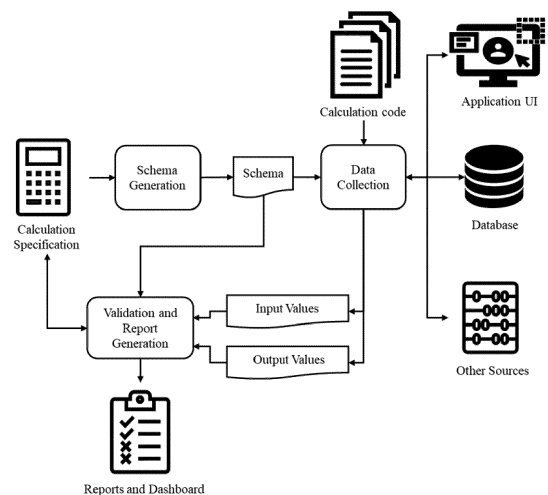 Calculation code
Application UI
Schema
Generation
Schema
Data
Collection
Calculation
Specification
Database
Validation and
Report
Generation
Input Values
Output Values
Other Sources
Reports and Dashboard